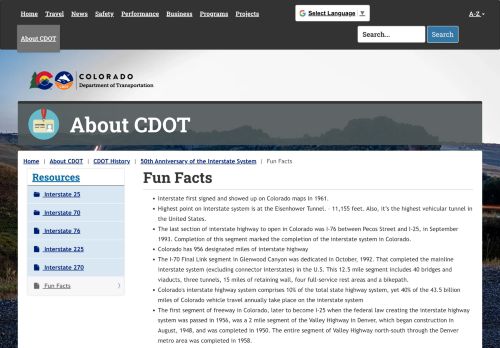 Home Travel News Safety Performance Business Programs Projects
Select Language ▼
A-Z
About CDOT
Search...
Search
COLORADO
Department of Transportation
About CDOT
Home | About CDOT | CDOT History | 50th Anniversary of the Interstate System | Fun Facts
Resources
Interstate 25
Interstate 70
Interstate 76
Interstate 225
Interstate 270
Fun Facts
Fun Facts
• Interstate first signed and showed up on Colorado maps in 1961.
• Highest point on interstate system is at the Eisenhower Tunnel. – 11,155 feet. Also, it's the highest vehicular tunnel in
the United States.
• The last section of interstate highway to open in Colorado was I-76 between Pecos Street and I-25, in September
1993. Completion of this segment marked the completion of the interstate system in Colorado.
• Colorado has 956 designated miles of interstate highway
• The I-70 Final Link segment in Glenwood Canyon was dedicated in October, 1992. That completed the mainline
interstate system (excluding connector interstates) in the U.S. This 12.5 mile segment includes 40 bridges and
viaducts, three tunnels, 15 miles of retaining wall, four full-service rest areas and a bikepath.
• Colorado's interstate highway system comprises 10% of the total state highway system, yet 40% of the 43.5 billion
miles of Colorado vehicle travel annually take place on the interstate system
• The first segment of freeway in Colorado, later to become I-25 when the federal law creating the interstate highway
system was passed in 1956, was a 2 mile segment of the Valley Highway in Denver, which began construction in
August, 1948, and was completed in 1950. The entire segment of Valley Highway north-south through the Denver
metro area was completed in 1958.